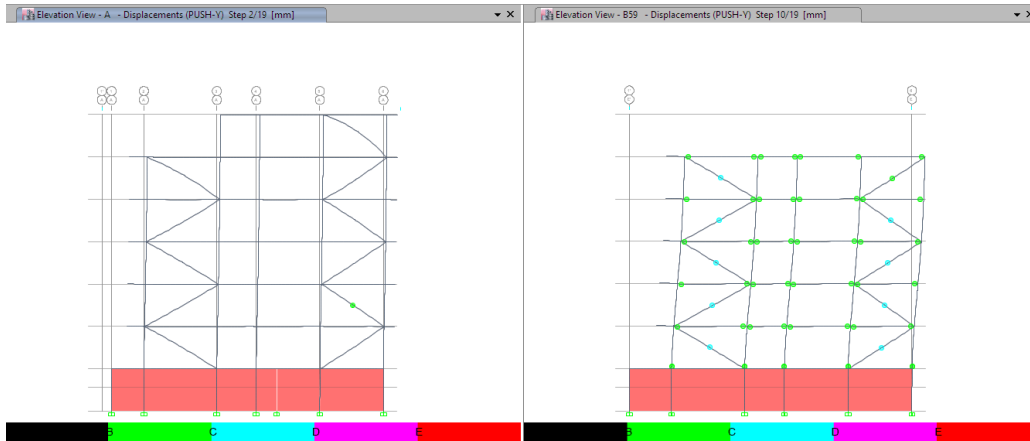 Elevation View - A - Displacements (PUSH-Y) Step 2/19 [mm]
Elevation View - B59 - Displacements (PUSH-Y) Step 10/19 [mm]
B C D E
B C D E